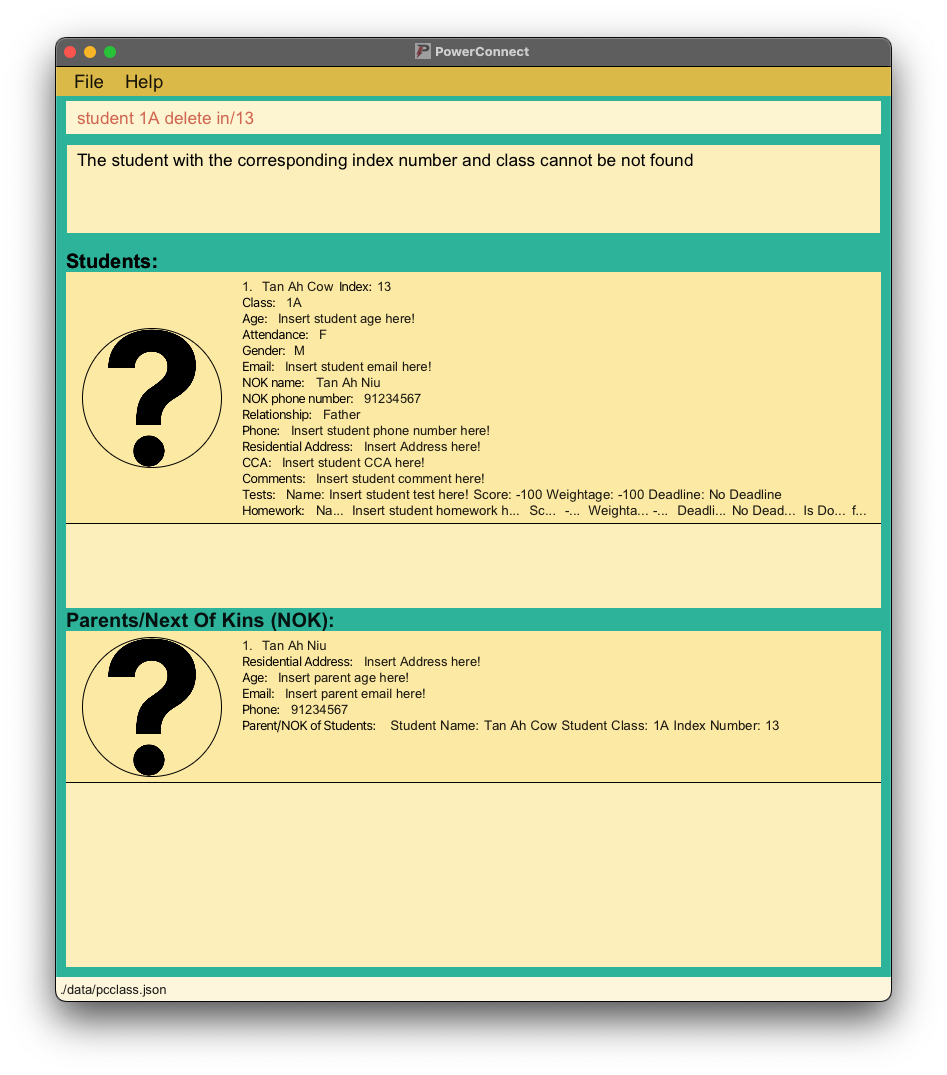 PowerConnect
File Help
student 1A delete in/13
The student with the corresponding index number and class cannot be not found
Students:
1. Tan Ah Cow Index: 13
Class: 1A
Age: Insert student age here!
Attendance: F
Gender: M
Email: Insert student email here!
NOK name: Tan Ah Niu
NOK phone number: 91234567
Relationship: Father
Phone: Insert student phone number here!
Residential Address: Insert Address here!
CCA: Insert student CCA here!
Comments: Insert student comment here!
Tests: Name: Insert student test here! Score: -100 Weightage: -100 Deadline: No Deadline
Homework: Na... Insert student homework h... Sc... -... Weighta... -... Deadli... No Dead... Is Do... f...
Parents/Next Of Kins (NOK):
1. Tan Ah Niu
Residential Address: Insert Address here!
Age: Insert parent age here!
Email: Insert parent email here!
Phone: 91234567
Parent/NOK of Students: Student Name: Tan Ah Cow Student Class: 1A Index Number: 13
./data/pcclass.json